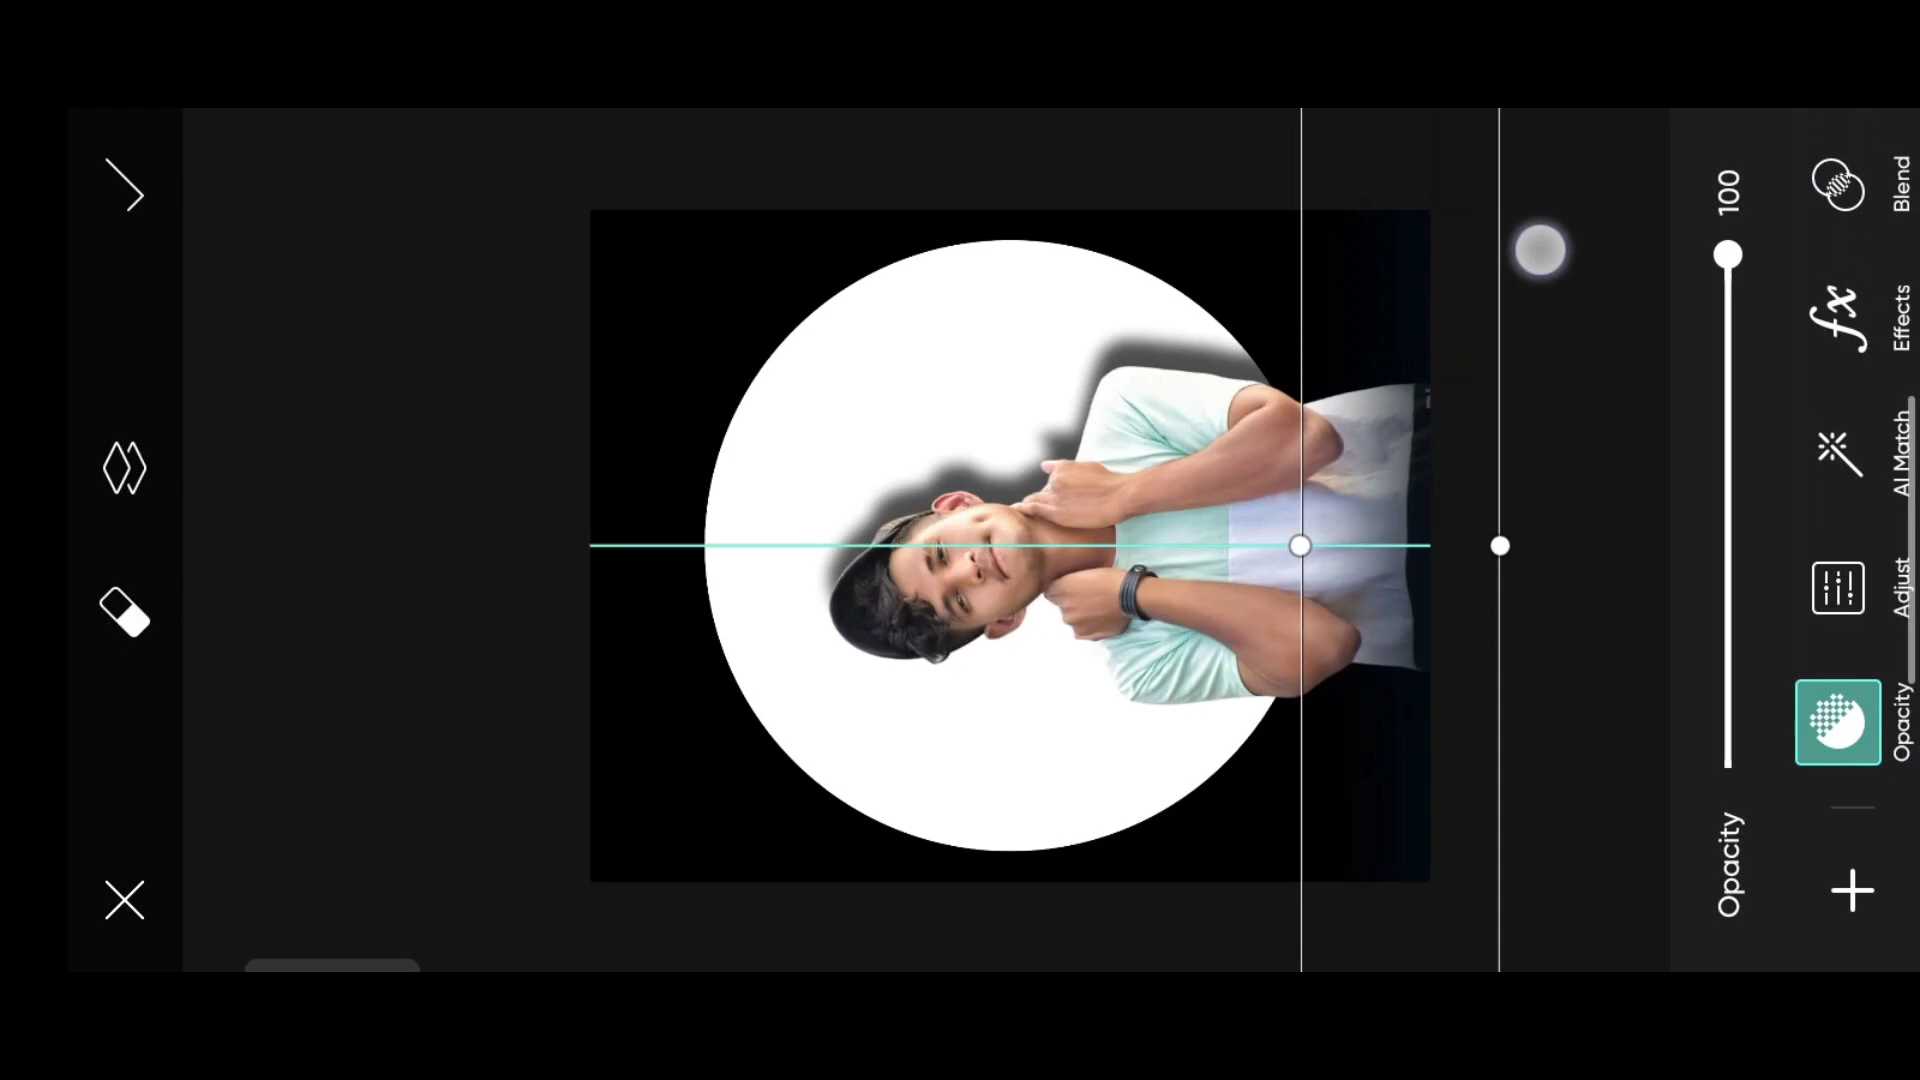 Opacity
100
Opacity
Adjust
AI Match
Effects
Blend